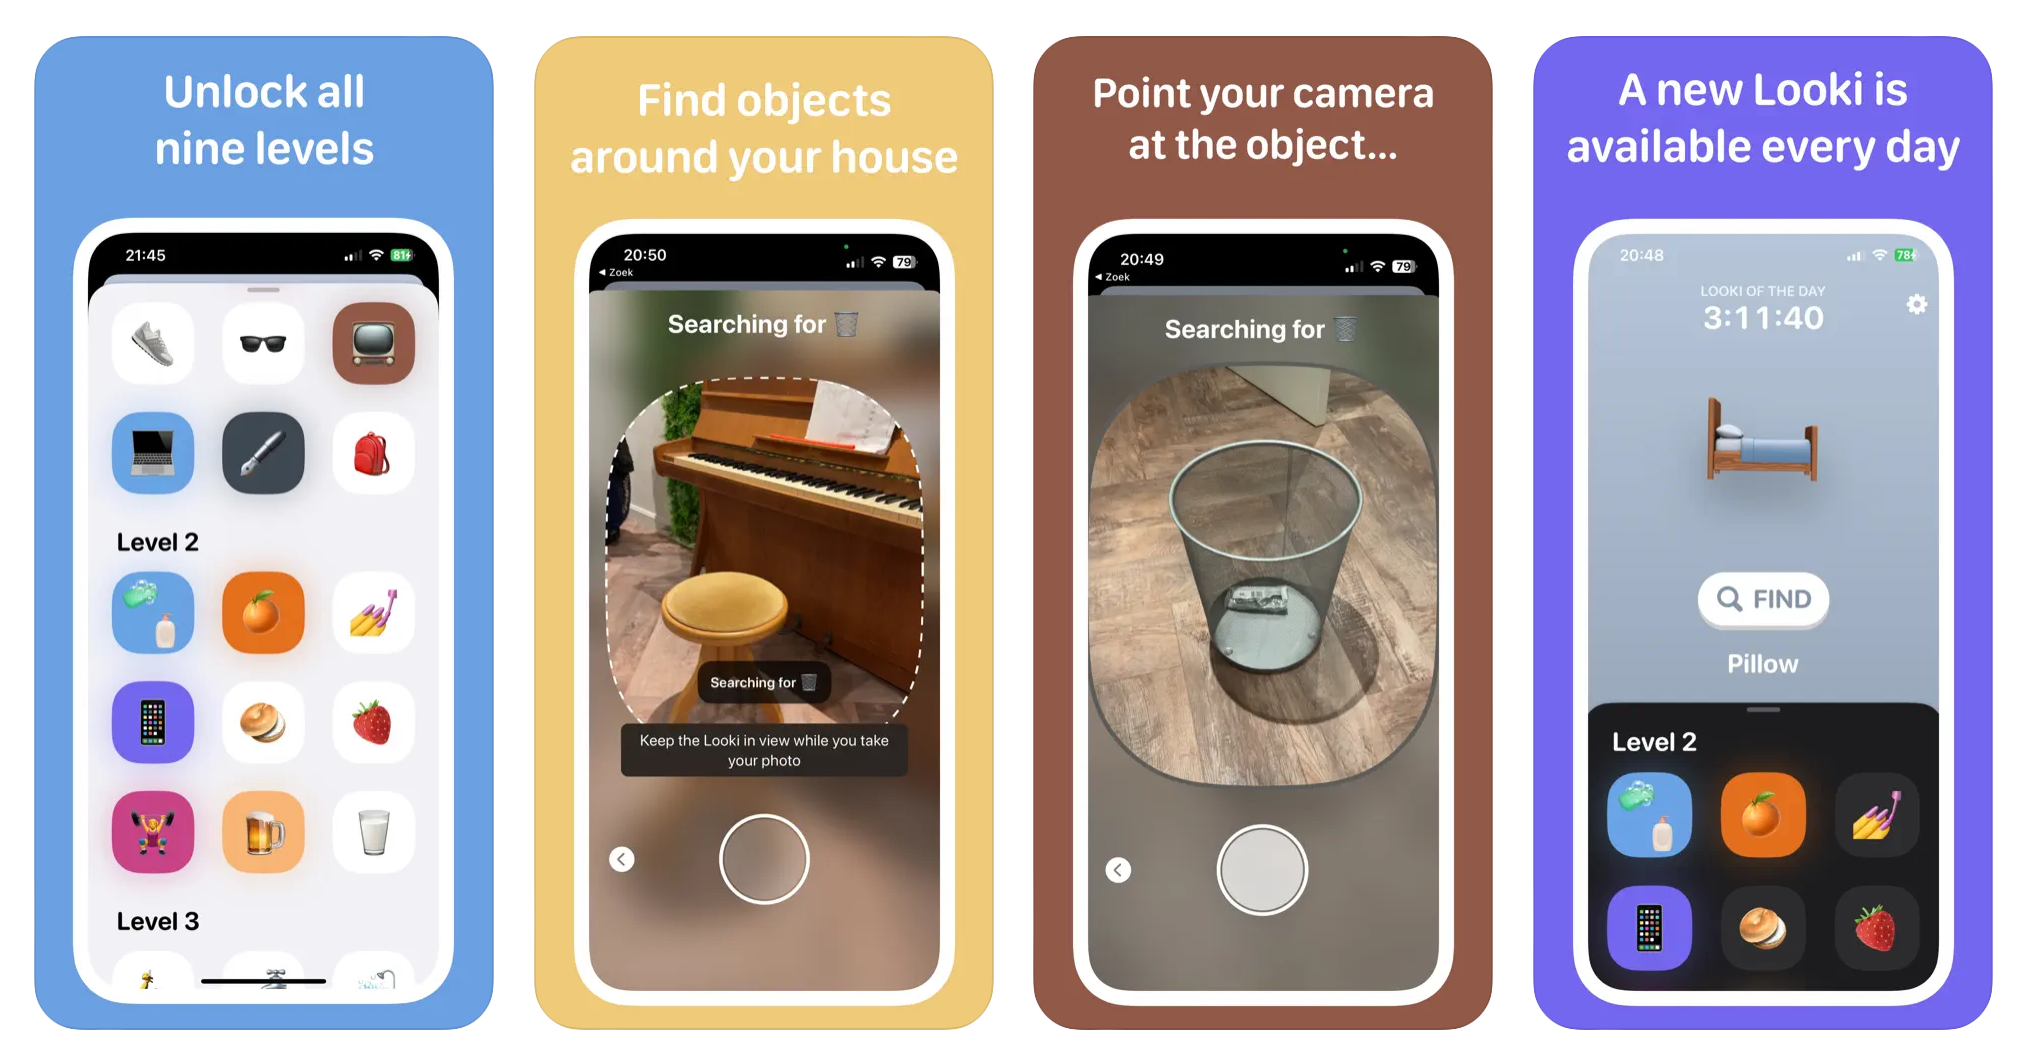 Unlock all
nine levels
21:45
81
Level 2
Level 3
Find objects
around your house
20:50
Zoek
79
Searching for
Searching for
Keep the Looki in view while you take
your photo
Point your camera
at the object...
20:49
Zoek
79
Searching for
A new Looki is
available every day
20:48
78
LOOKI OF THE DAY
3:11:40
FIND
Pillow
Level 2